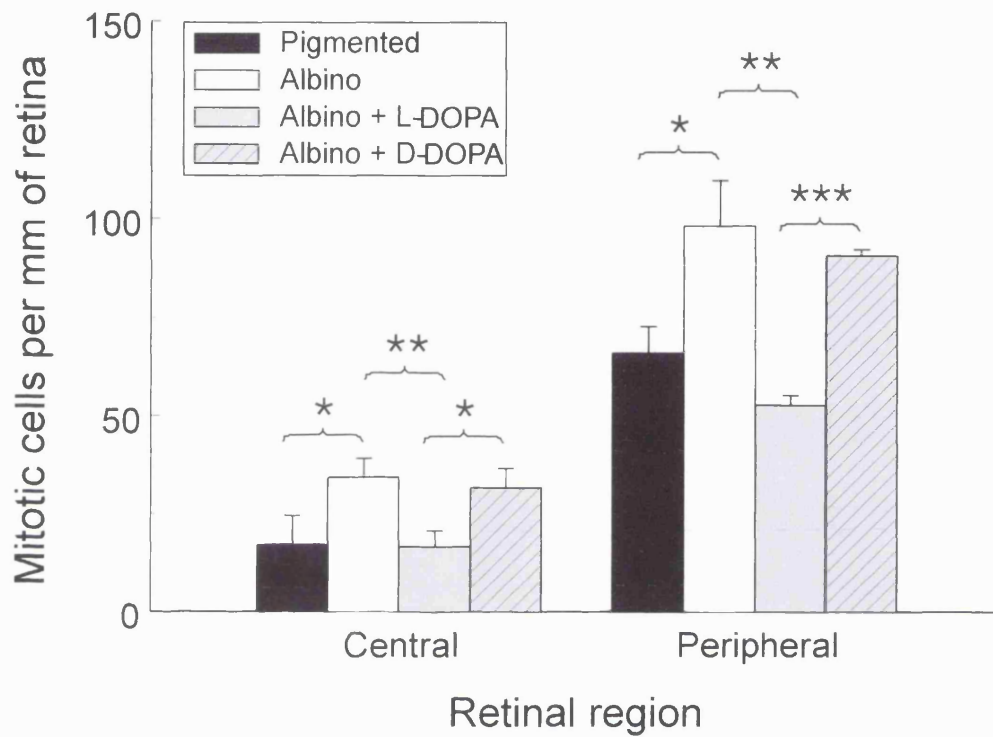 150
Pigmented
Albino
Albino + L-DOPA
Albino + D-DOPA
**
*
***
100
**
*
*
50
0
Central
Peripheral
Retinal region
Mitotic cells per mm of retina